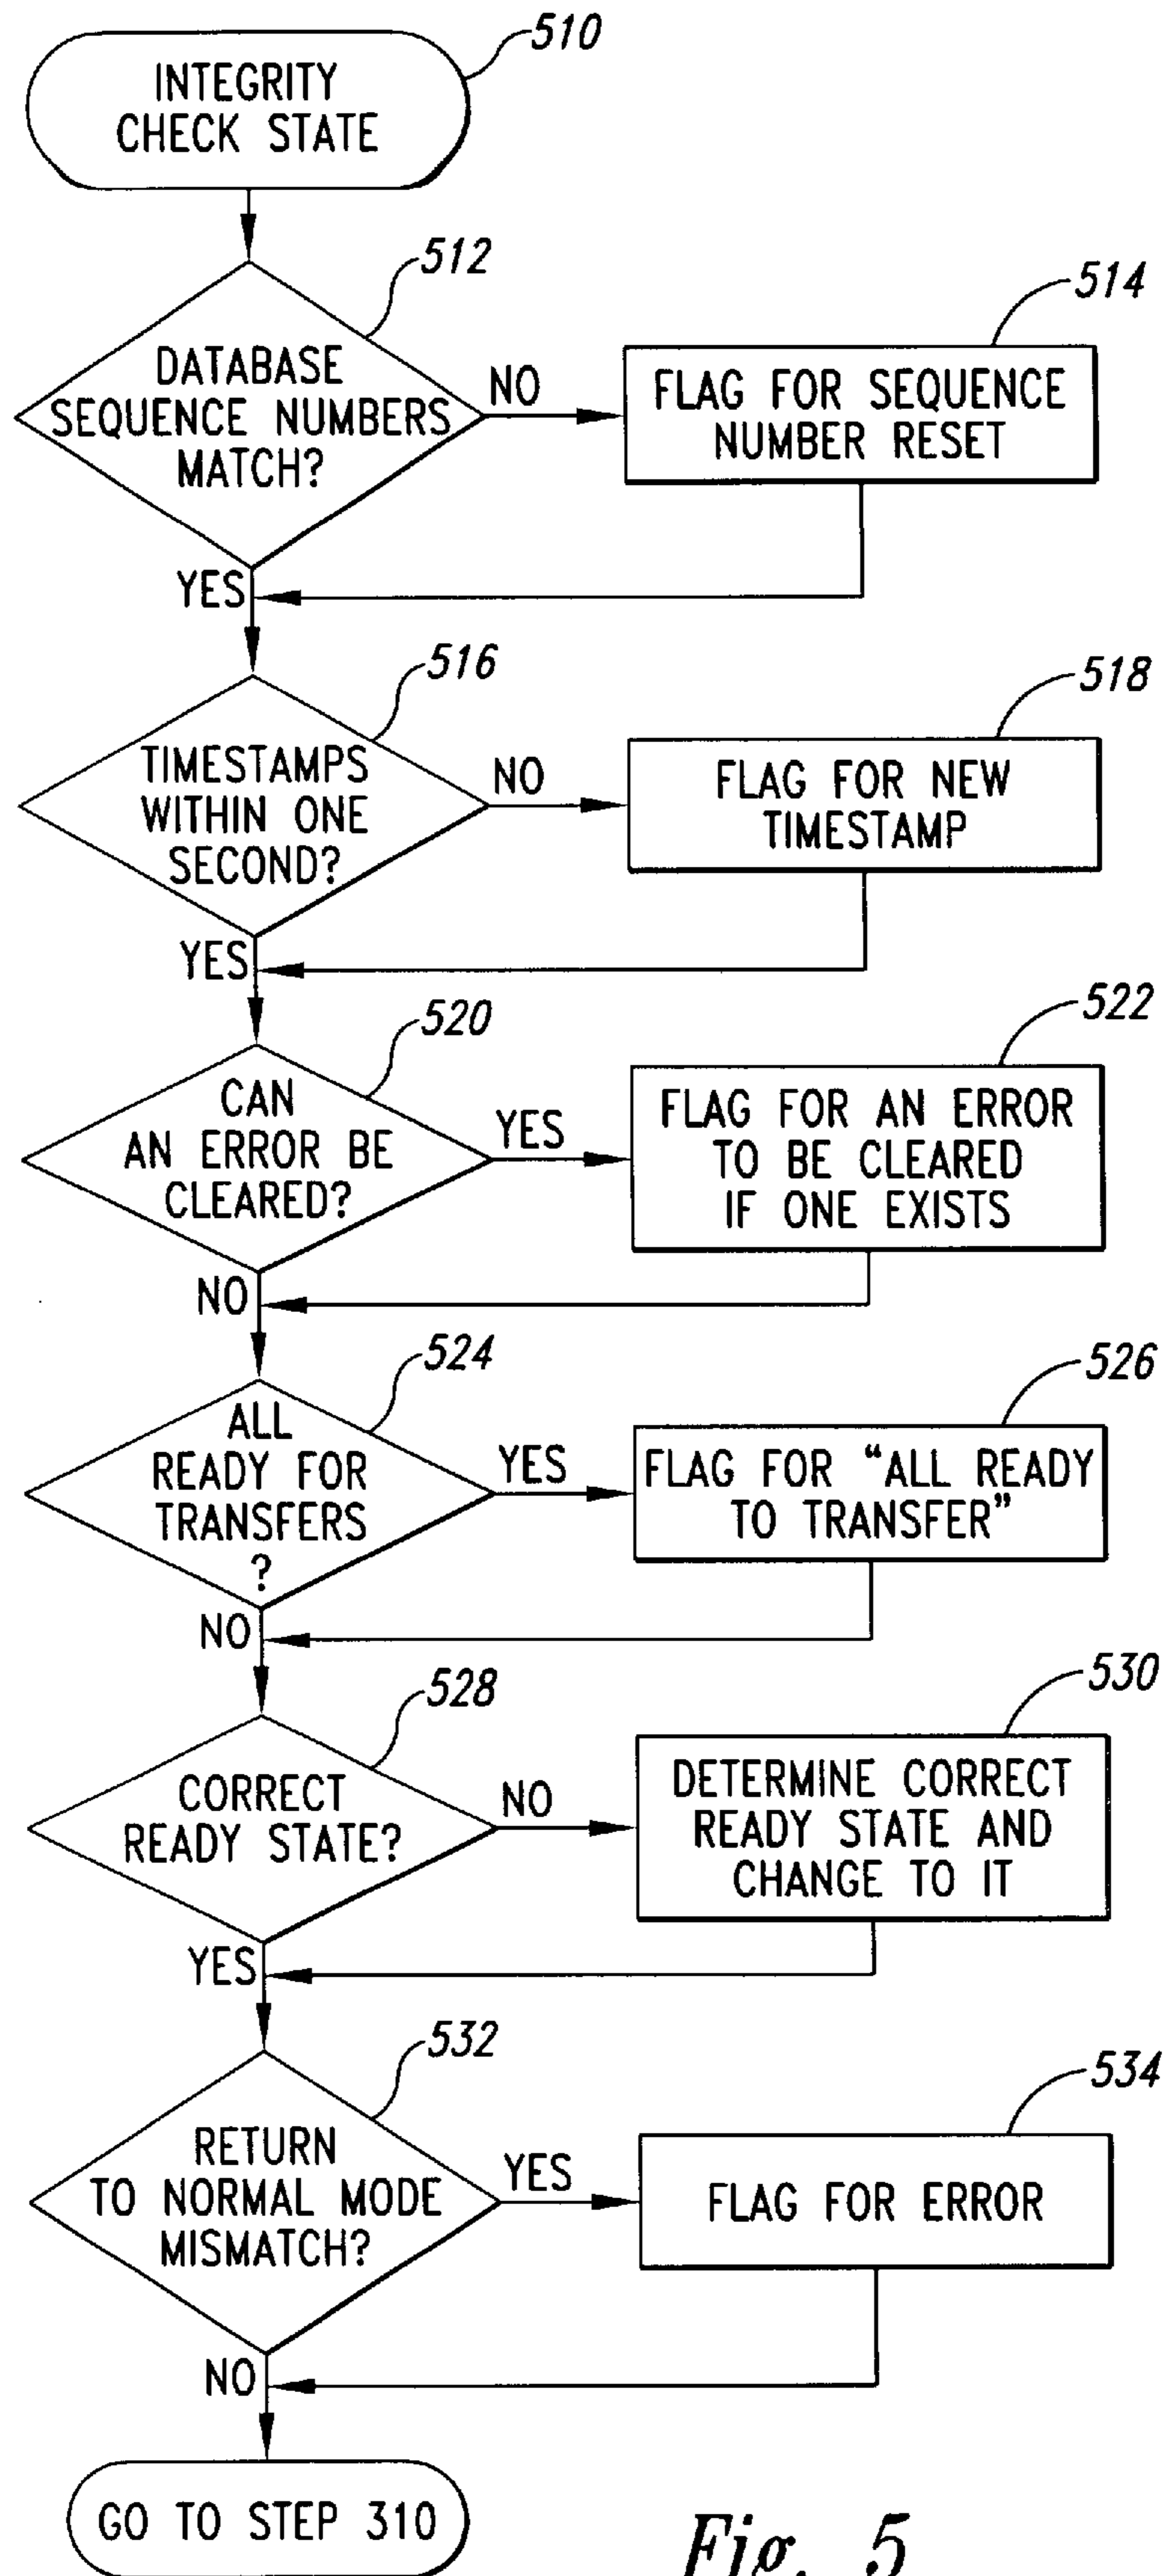 510
INTEGRITY
CHECK STATE
512
DATABASE
SEQUENCE NUMBERS
MATCH?
NO
514
FLAG FOR SEQUENCE
NUMBER RESET
YES
516
TIMESTAMPS
WITHIN ONE
SECOND?
NO
518
FLAG FOR NEW
TIMESTAMP
YES
520
CAN
AN ERROR BE
CLEARED?
YES
522
FLAG FOR AN ERROR
TO BE CLEARED
IF ONE EXISTS
NO
524
ALL
READY FOR
TRANSFERS
?
YES
526
FLAG FOR “ALL READY
TO TRANSFER”
NO
528
CORRECT
READY STATE?
NO
530
DETERMINE CORRECT
READY STATE AND
CHANGE TO IT
YES
532
RETURN
TO NORMAL MODE
MISMATCH?
YES
534
FLAG FOR ERROR
NO
GO TO STEP 310
Fig. 5